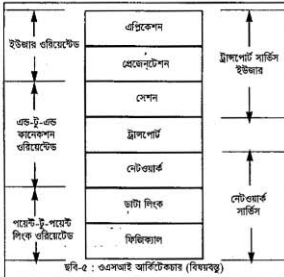 ইউজার ওরিয়েন্টেড
এন্ড-টু-এন্ড
কানেকশন
ওরিয়েন্টেড
পয়েন্ট-টু-পয়েন্ট
লিংক ওরিয়েটেড
এপ্লিকেশন
প্রেজেন্টেশন
সেশন
ট্রান্সপোর্ট
নেটওয়ার্ক
ডাটা লিংক
ফিজিক্যাল
ট্রান্সপোর্ট সার্ভিস
ইউজার
নেটওয়ার্ক
সার্ভিস
ছবি-৫ : ওএসআই আর্কিটেকচার (বিষয়বস্তু)